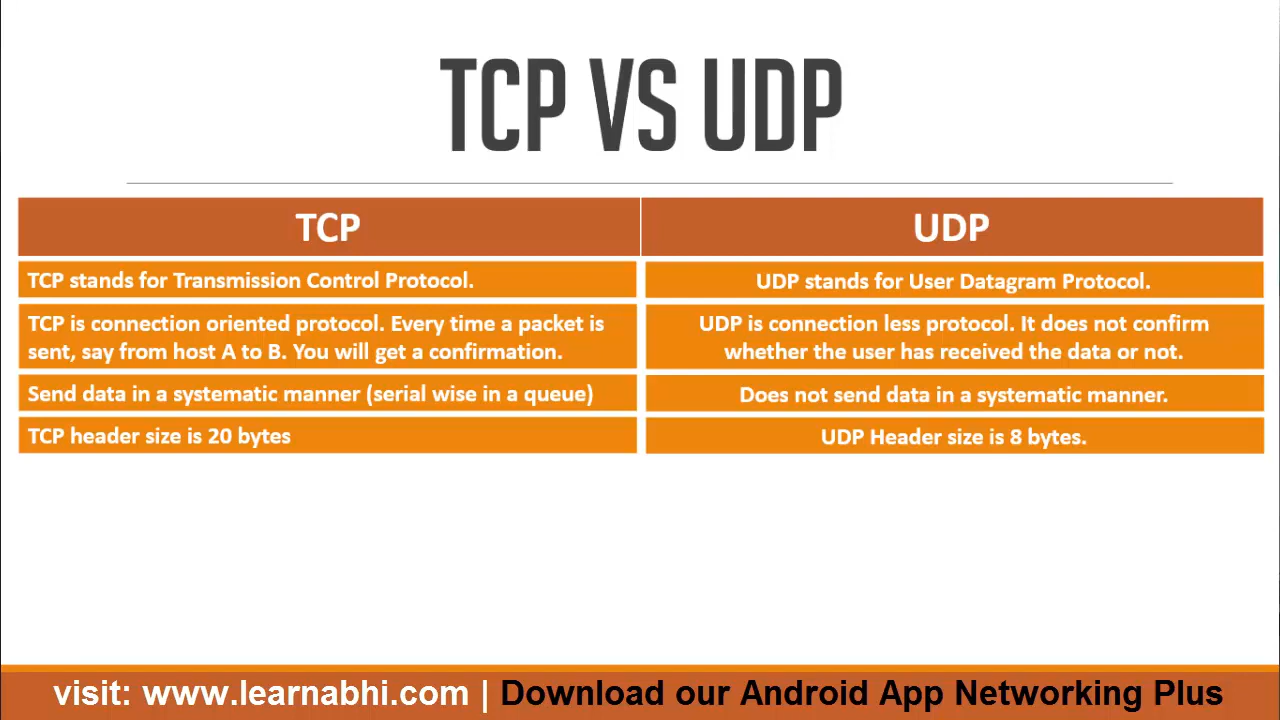 TCP VS UDP
TCP
UDP
TCP stands for Transmission Control Protocol.
UDP stands for User Datagram Protocol.
TCP is connection oriented protocol. Every time a packet is
sent, say from host A to B. You will get a confirmation.
UDP is connection less protocol. It does not confirm
whether the user has received the data or not.
Send data in a systematic manner (serial wise in a queue)
Does not send data in a systematic manner.
TCP header size is 20 bytes
UDP Header size is 8 bytes.
visit: www.learnabhi.com | Download our Android App Networking Plus